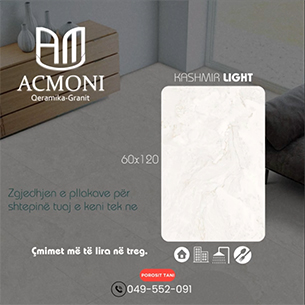 ACMONI
Qeramika-Granit
KASHMIR LIGHT
60x120
Zgjedhjen e pllakave për
shtepinë tuaj e keni tek ne
Çmimet më të lira në treg.
POROSIT TANI
049-552-091